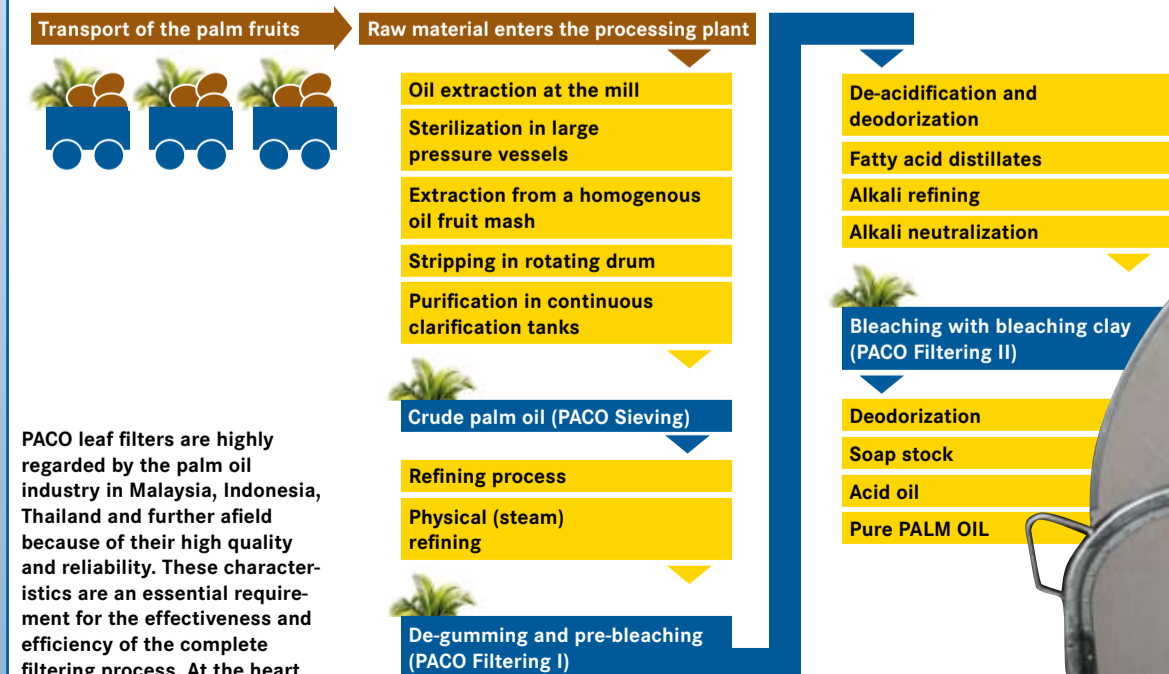 Transport of the palm fruits
Raw material enters the processing plant
Oil extraction at the mill
Sterilization in large
pressure vessels
Extraction from a homogenous
oil fruit mash
Stripping in rotating drum
Purification in continuous
clarification tanks
Crude palm oil (PACO Sieving)
Refining process
Physical (steam)
refining
De-gumming and pre-bleaching
(PACO Filtering I)
De-acidification and
deodorization
Fatty acid distillates
Alkali refining
Alkali neutralization
Bleaching with bleaching clay
(PACO Filtering II)
Deodorization
Soap stock
Acid oil
Pure PALM OIL
PACO leaf filters are highly
regarded by the palm oil
industry in Malaysia, Indonesia,
Thailand and further afield
because of their high quality
and reliability. These character-
istics are an essential require-
ment for the effectiveness and
efficiency of the complete
filtering process. At the heart